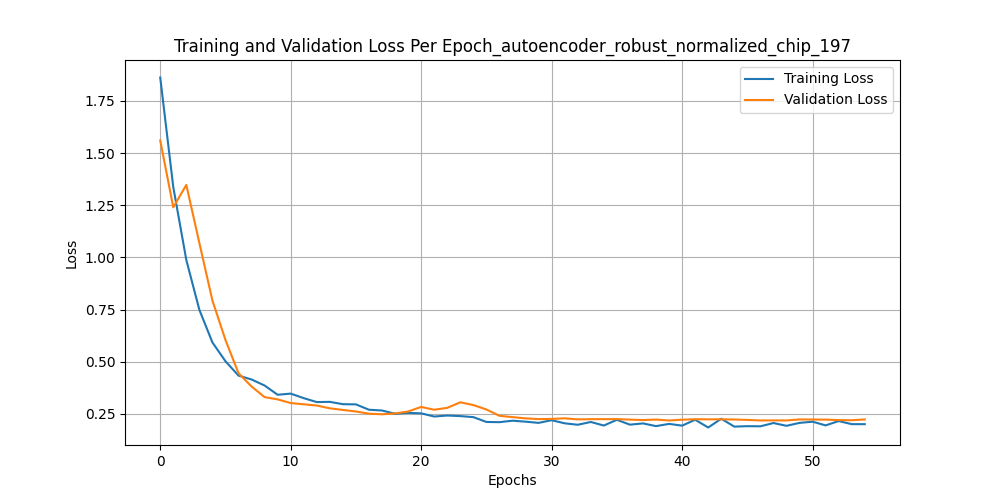 Training and Validation Loss Per Epoch_autoencoder_robust_normalized_chip_197
Training Loss
Validation Loss
1.75
1.50
1.25
1.00
0.75
0.50
0.25
Loss
0 10 20 30 40 50
Epochs